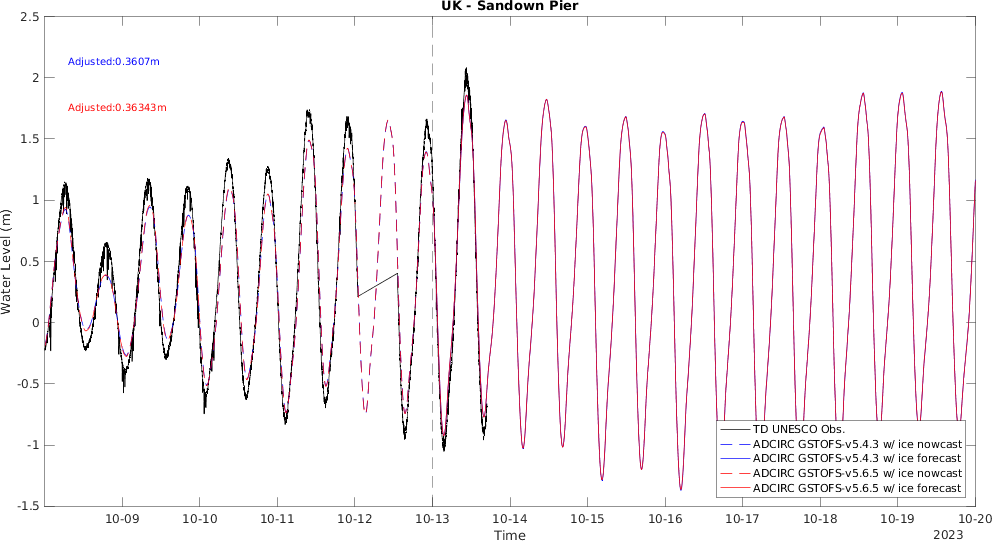 UK - Sandown Pier
Adjusted:0.3607m
Adjusted:0.36343m
Water Level (m)
2.5
2
1.5
1
0.5
0
-0.5
-1
-1.5
TD UNESCO Obs.
ADCIRC GSTOFS-v5.4.3 w/ ice nowcast
ADCIRC GSTOFS-v5.4.3 w/ ice forecast
ADCIRC GSTOFS-v5.6.5 w/ ice nowcast
ADCIRC GSTOFS-v5.6.5 w/ ice forecast
10-09 10-10 10-11 10-12 10-13 10-14 10-15 10-16 10-17 10-18 10-19 10-20
Time
2023